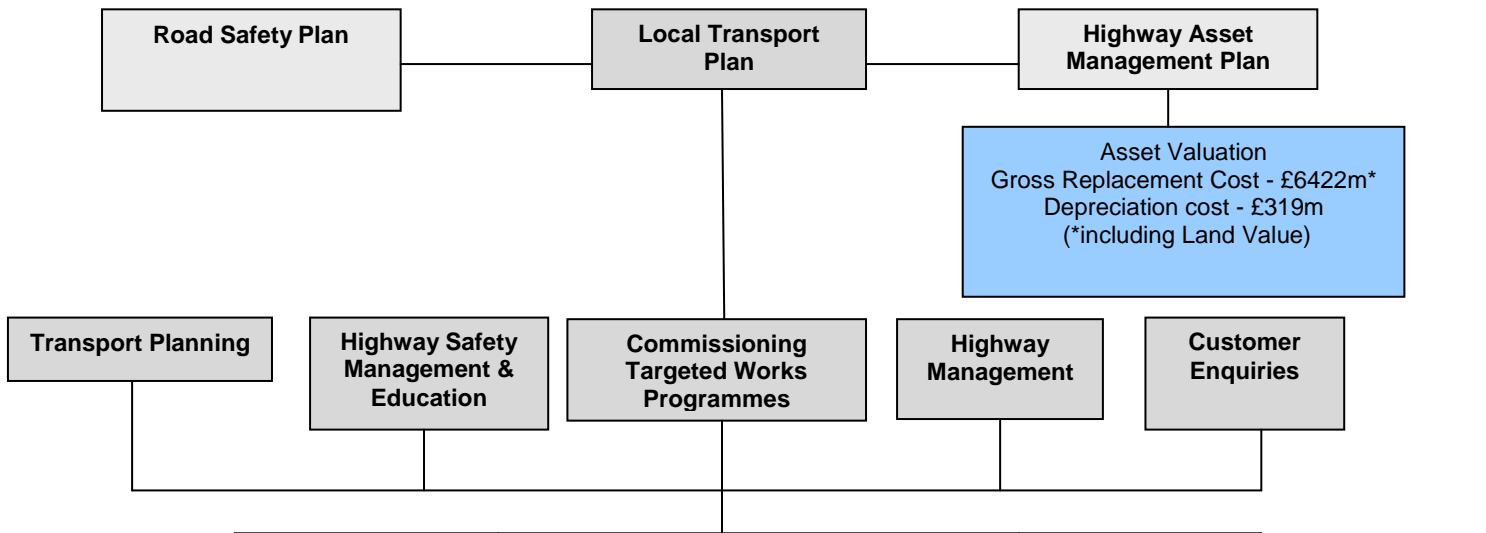 Road Safety Plan
Local Transport
Plan
Highway Asset
Management Plan
Asset Valuation
Gross Replacement Cost - £6422m*
Depreciation cost - £319m
(*including Land Value)
Transport Planning
Highway Safety
Management &
Education
Commissioning
Targeted Works
Programmes
Highway
Management
Customer
Enquiries